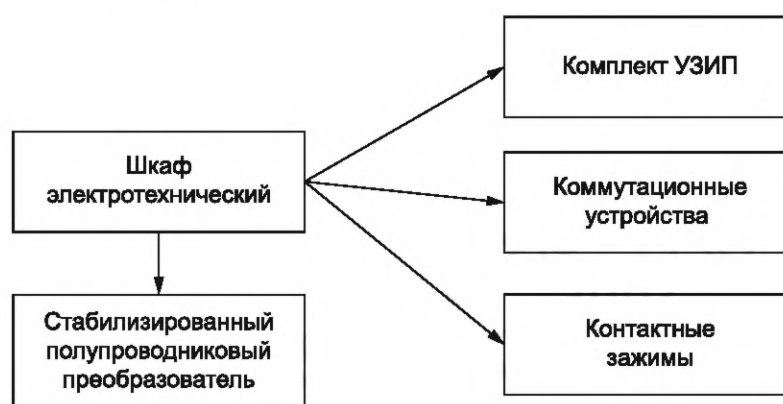 Комплект УЗИП
Шкаф
электротехнический
Коммутационные
устройства
Стабилизированный
полупроводниковый
преобразователь
Контактные
зажимы